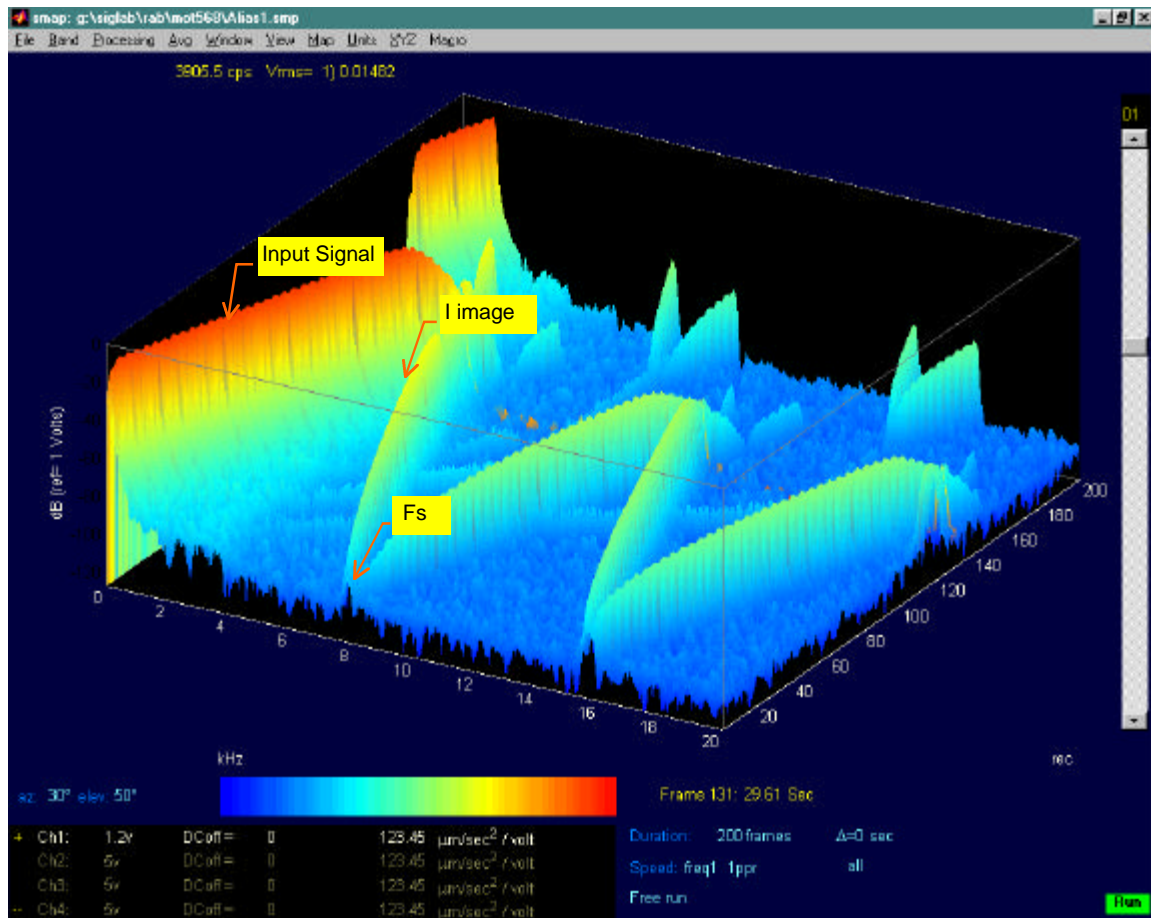 smap: g:\siglab\rab\mot568\Alias1.smp
File Band Processing Avg Window View Map Units XYZ Macro
3905.5 cps Vrms= 1) 0.01482
01
Input Signal
I image
Fs
dB (ref= 1 Volts)
0
0 2 4 6 8 10 12 14 16 18 20
20 40 60 80 100 120 140 160 180 200
kHz
rec
az: 30° elev: 50°
Frame 131: 29.61 Sec
+ Ch1: 1.2v DCoff= 0 123.45 µm/sec² / volt
Ch2: 5v DCoff= 0 123.45 µm/sec² / volt
Ch3: 5v DCoff= 0 123.45 µm/sec² / volt
-- Ch4: 5v DCoff= 0 123.45 µm/sec² / volt
Duration: 200 frames Δ=0 sec
Speed: freq1 1ppr all
Free run
Run